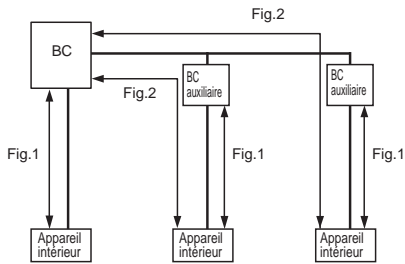 Fig.2
BC
BC
auxiliaire
BC
auxiliaire
Fig.2
Fig.1
Fig.1
Fig.1
Appareil
intérieur
Appareil
intérieur
Appareil
intérieur